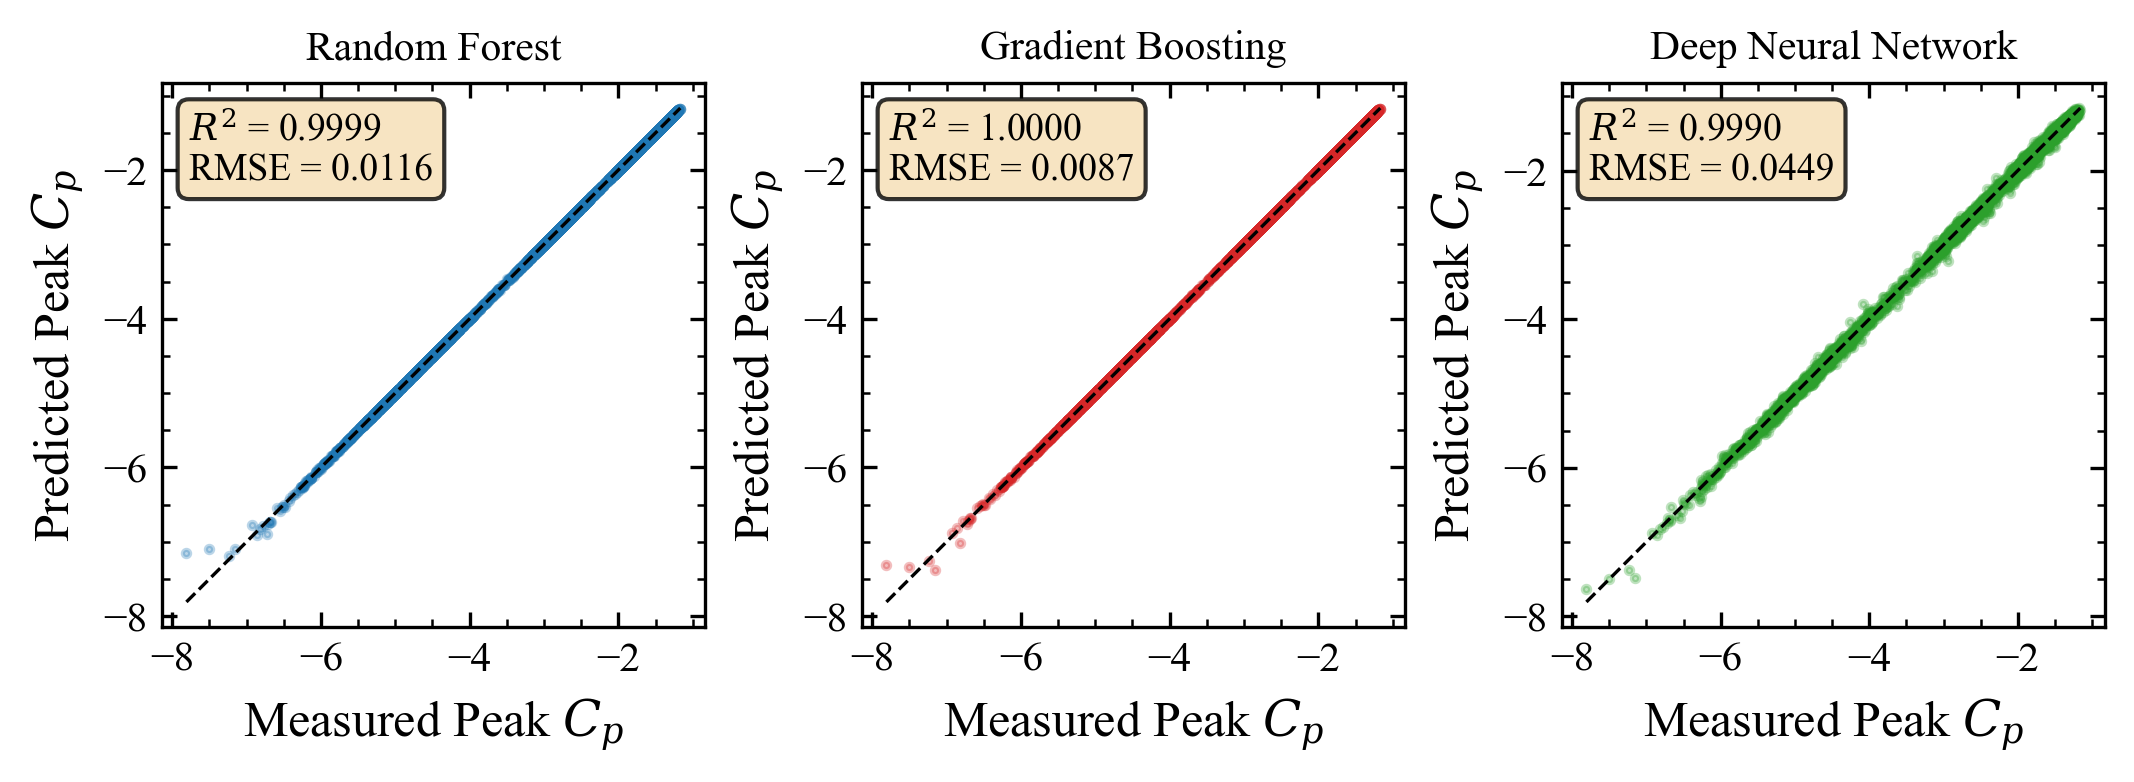 Random Forest
R² = 0.9999
RMSE = 0.0116
Predicted Peak Cₚ
−2
−4
−6
−8
−8 −6 −4 −2
Measured Peak Cₚ
Gradient Boosting
R² = 1.0000
RMSE = 0.0087
Predicted Peak Cₚ
−2
−4
−6
−8
−8 −6 −4 −2
Measured Peak Cₚ
Deep Neural Network
R² = 0.9990
RMSE = 0.0449
Predicted Peak Cₚ
−2
−4
−6
−8
−8 −6 −4 −2
Measured Peak Cₚ